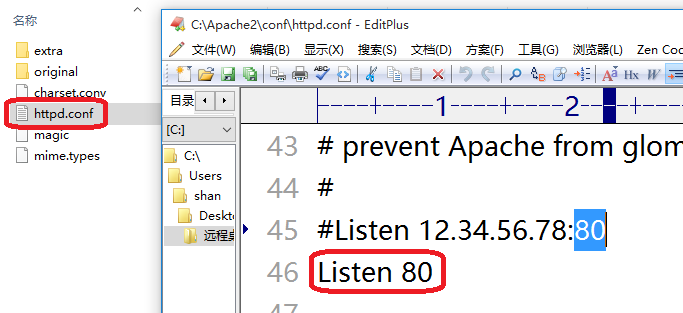 名称
extra
original
charset.conv
httpd.conf
magic
mime.types
C:\Apache2\conf\httpd.conf - EditPlus
文件(W) 编辑(B) 显示(X) 搜索(S) 文档(D) 方案(F) 工具(G) 浏览器(L) Zen Cod
目录
[C:]
C:\
Users
shan
Deskto
远程桌
1 2
43 # prevent Apache from glom
44 #
45 #Listen 12.34.56.78:80
46 Listen 80
47